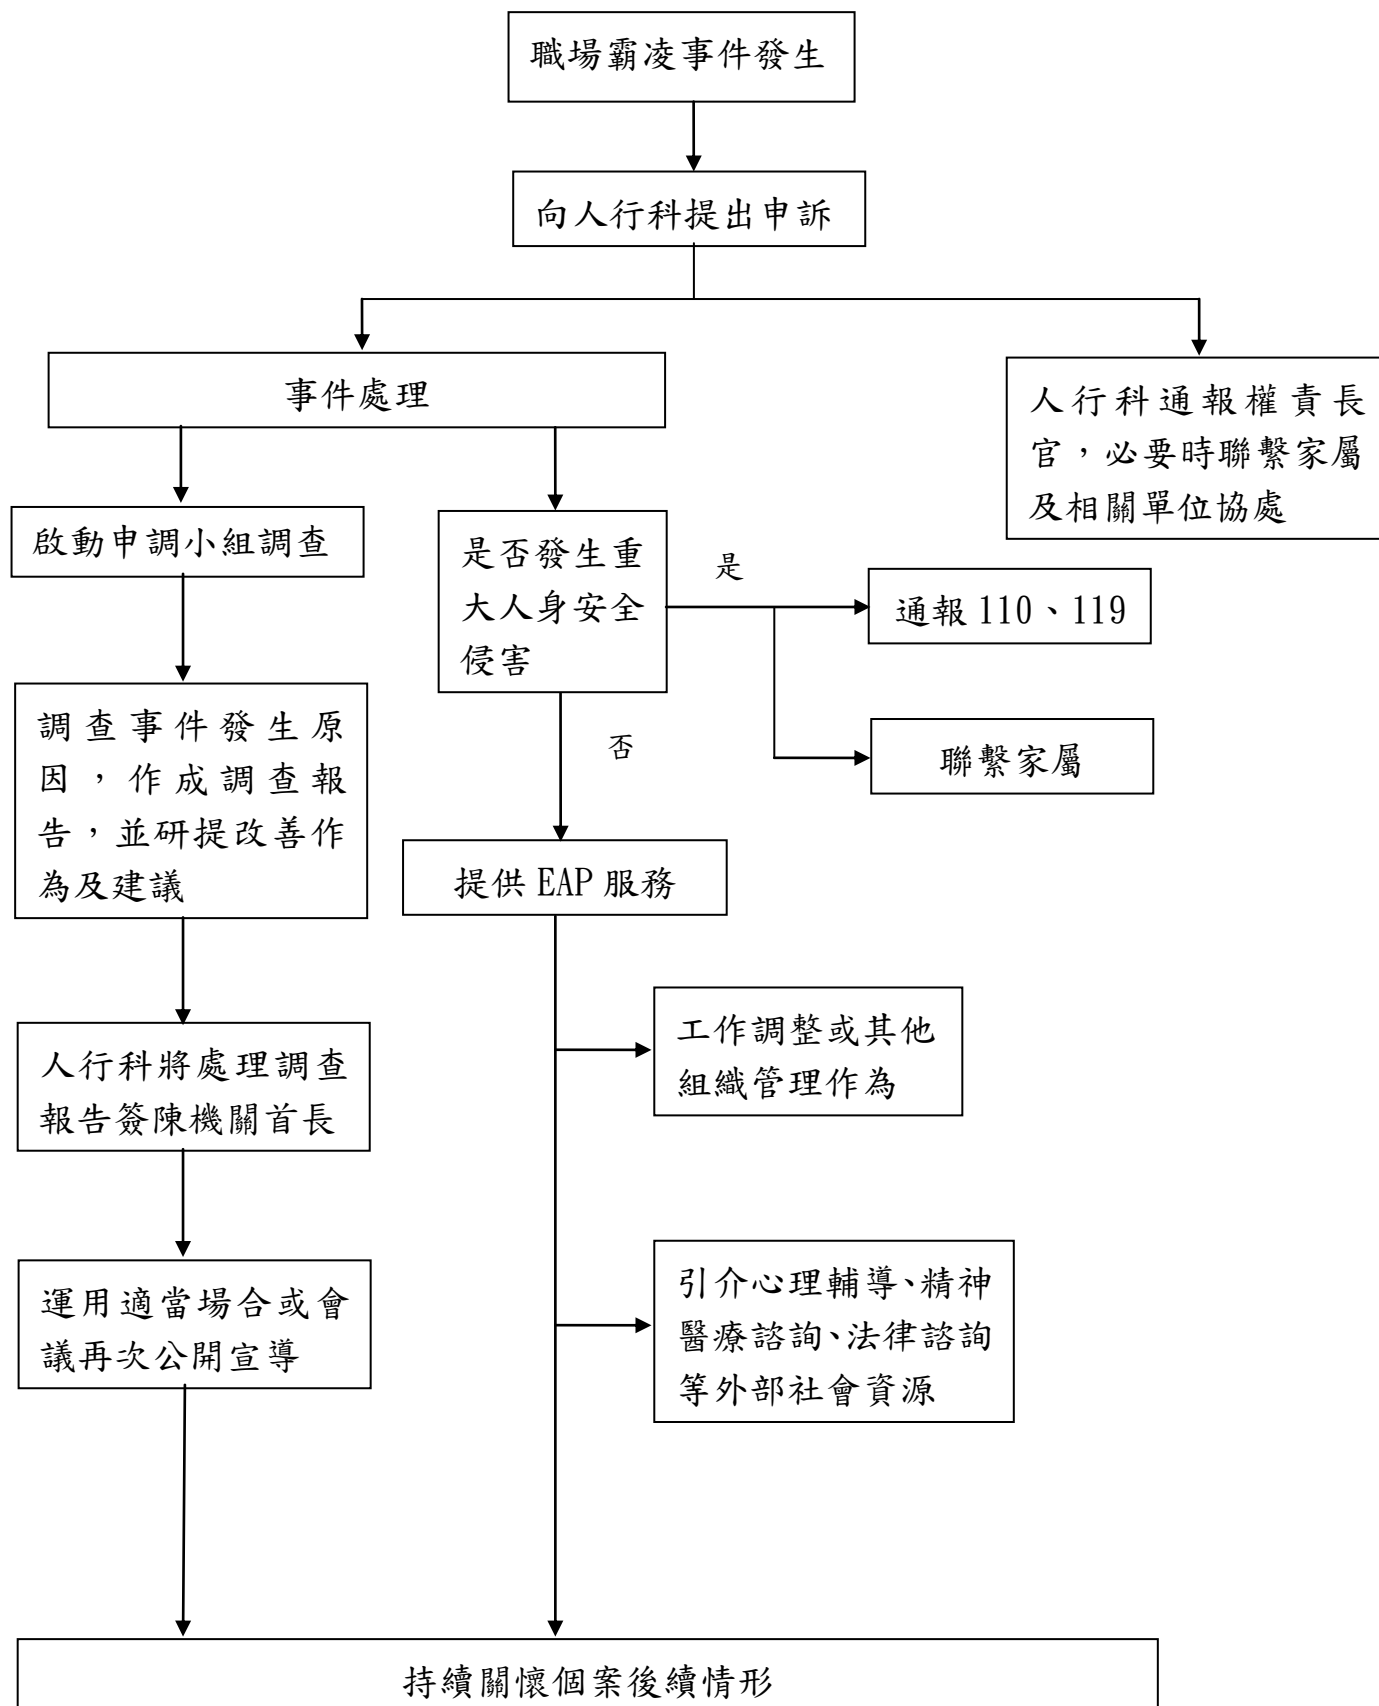 職場霸凌事件發生
向人行科提出申訴
事件處理
人行科通報權責長
官，必要時聯繫家屬
及相關單位協處
啟動申調小組調查
是否發生重
大人身安全
侵害
是
通報 110、119
調查事件發生原
因，作成調查報
告，並研提改善作
為及建議
否
聯繫家屬
提供 EAP 服務
工作調整或其他
組織管理作為
人行科將處理調查
報告簽陳機關首長
引介心理輔導、精神
醫療諮詢、法律諮詢
等外部社會資源
運用適當場合或會
議再次公開宣導
持續關懷個案後續情形